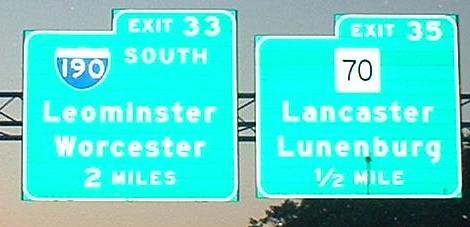 EXIT 33
190 SOUTH
Leominster
Worcester
2 MILES
EXIT 35
70
Lancaster
Lunenburg
1/2 MILE